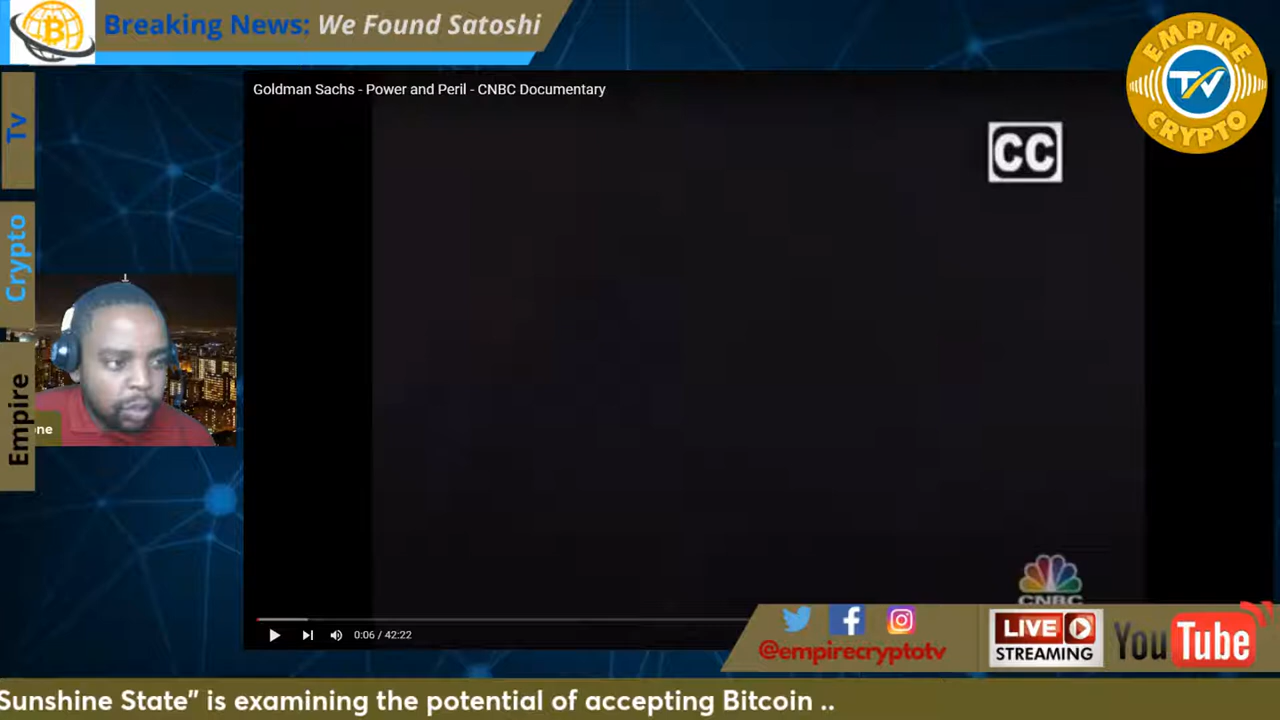 Breaking News: We Found Satoshi
EMPIRE
TV
CRYPTO
Tv
Crypto
Empire
Goldman Sachs - Power and Peril - CNBC Documentary
CC
CNBC
0:06 / 42:22
@empirecryptotv
LIVE
STREAMING
YouTube
Sunshine State” is examining the potential of accepting Bitcoin ..